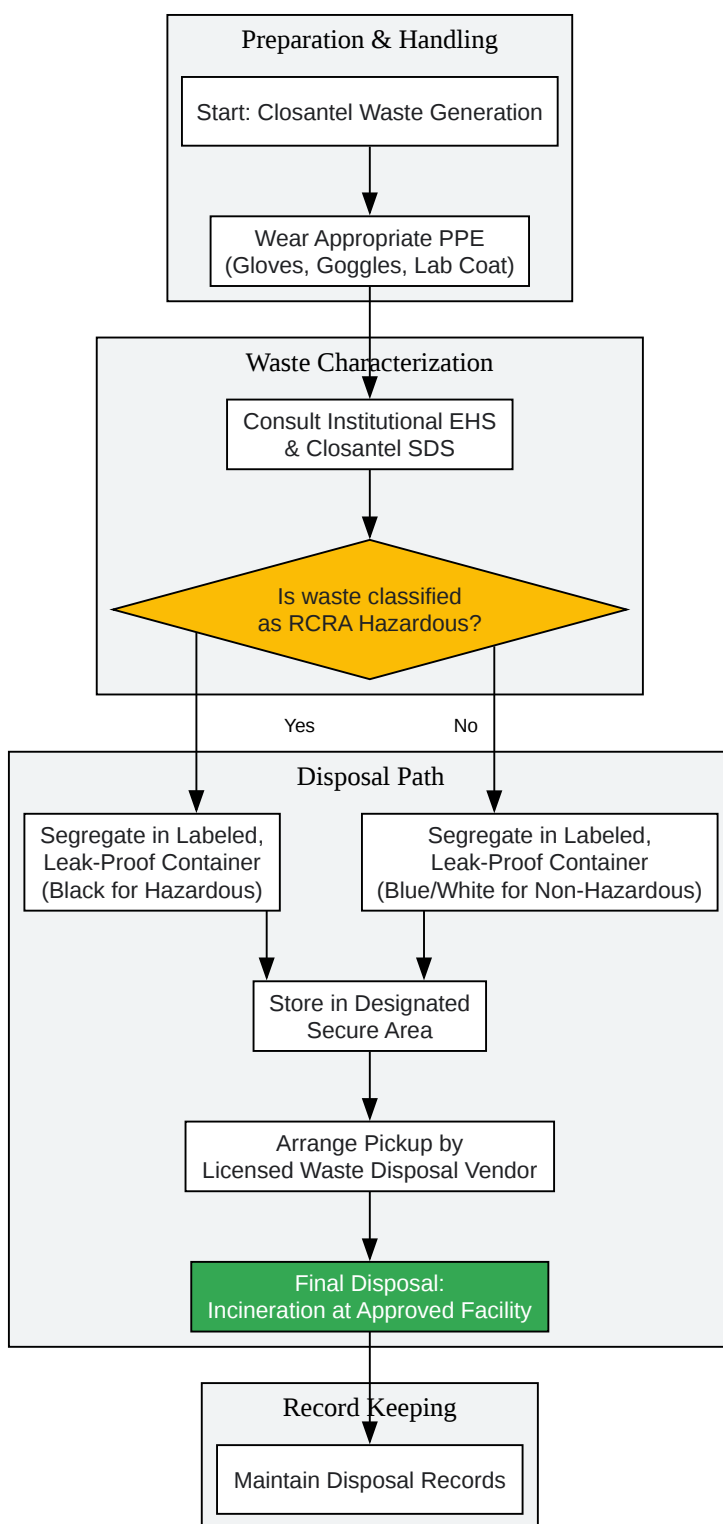 Preparation & Handling
Start: Closantel Waste Generation
Wear Appropriate PPE
(Gloves, Goggles, Lab Coat)
Waste Characterization
Consult Institutional EHS
& Closantel SDS
Is waste classified
as RCRA Hazardous?
Yes
No
Disposal Path
Segregate in Labeled,
Leak-Proof Container
(Black for Hazardous)
Segregate in Labeled,
Leak-Proof Container
(Blue/White for Non-Hazardous)
Store in Designated
Secure Area
Arrange Pickup by
Licensed Waste Disposal Vendor
Final Disposal:
Incineration at Approved Facility
Record Keeping
Maintain Disposal Records